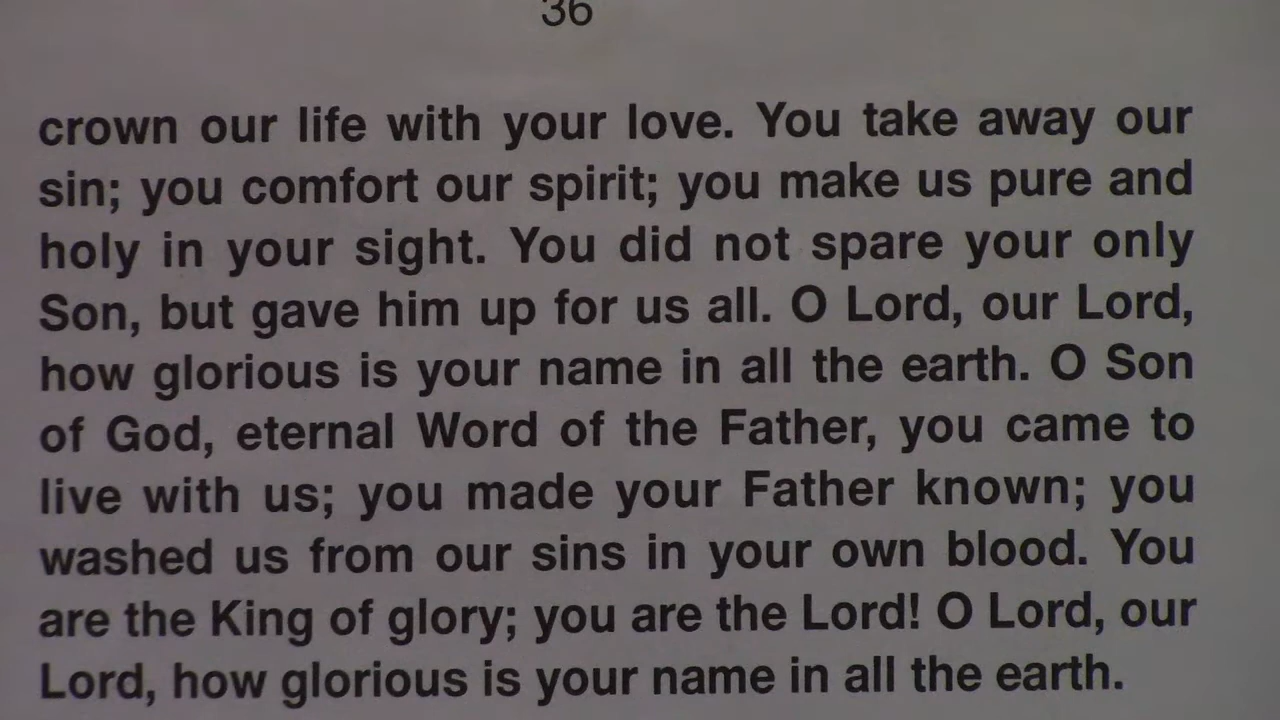 36
crown our life with your love. You take away our
sin; you comfort our spirit; you make us pure and
holy in your sight. You did not spare your only
Son, but gave him up for us all. O Lord, our Lord,
how glorious is your name in all the earth. O Son
of God, eternal Word of the Father, you came to
live with us; you made your Father known; you
washed us from our sins in your own blood. You
are the King of glory; you are the Lord! O Lord, our
Lord, how glorious is your name in all the earth.